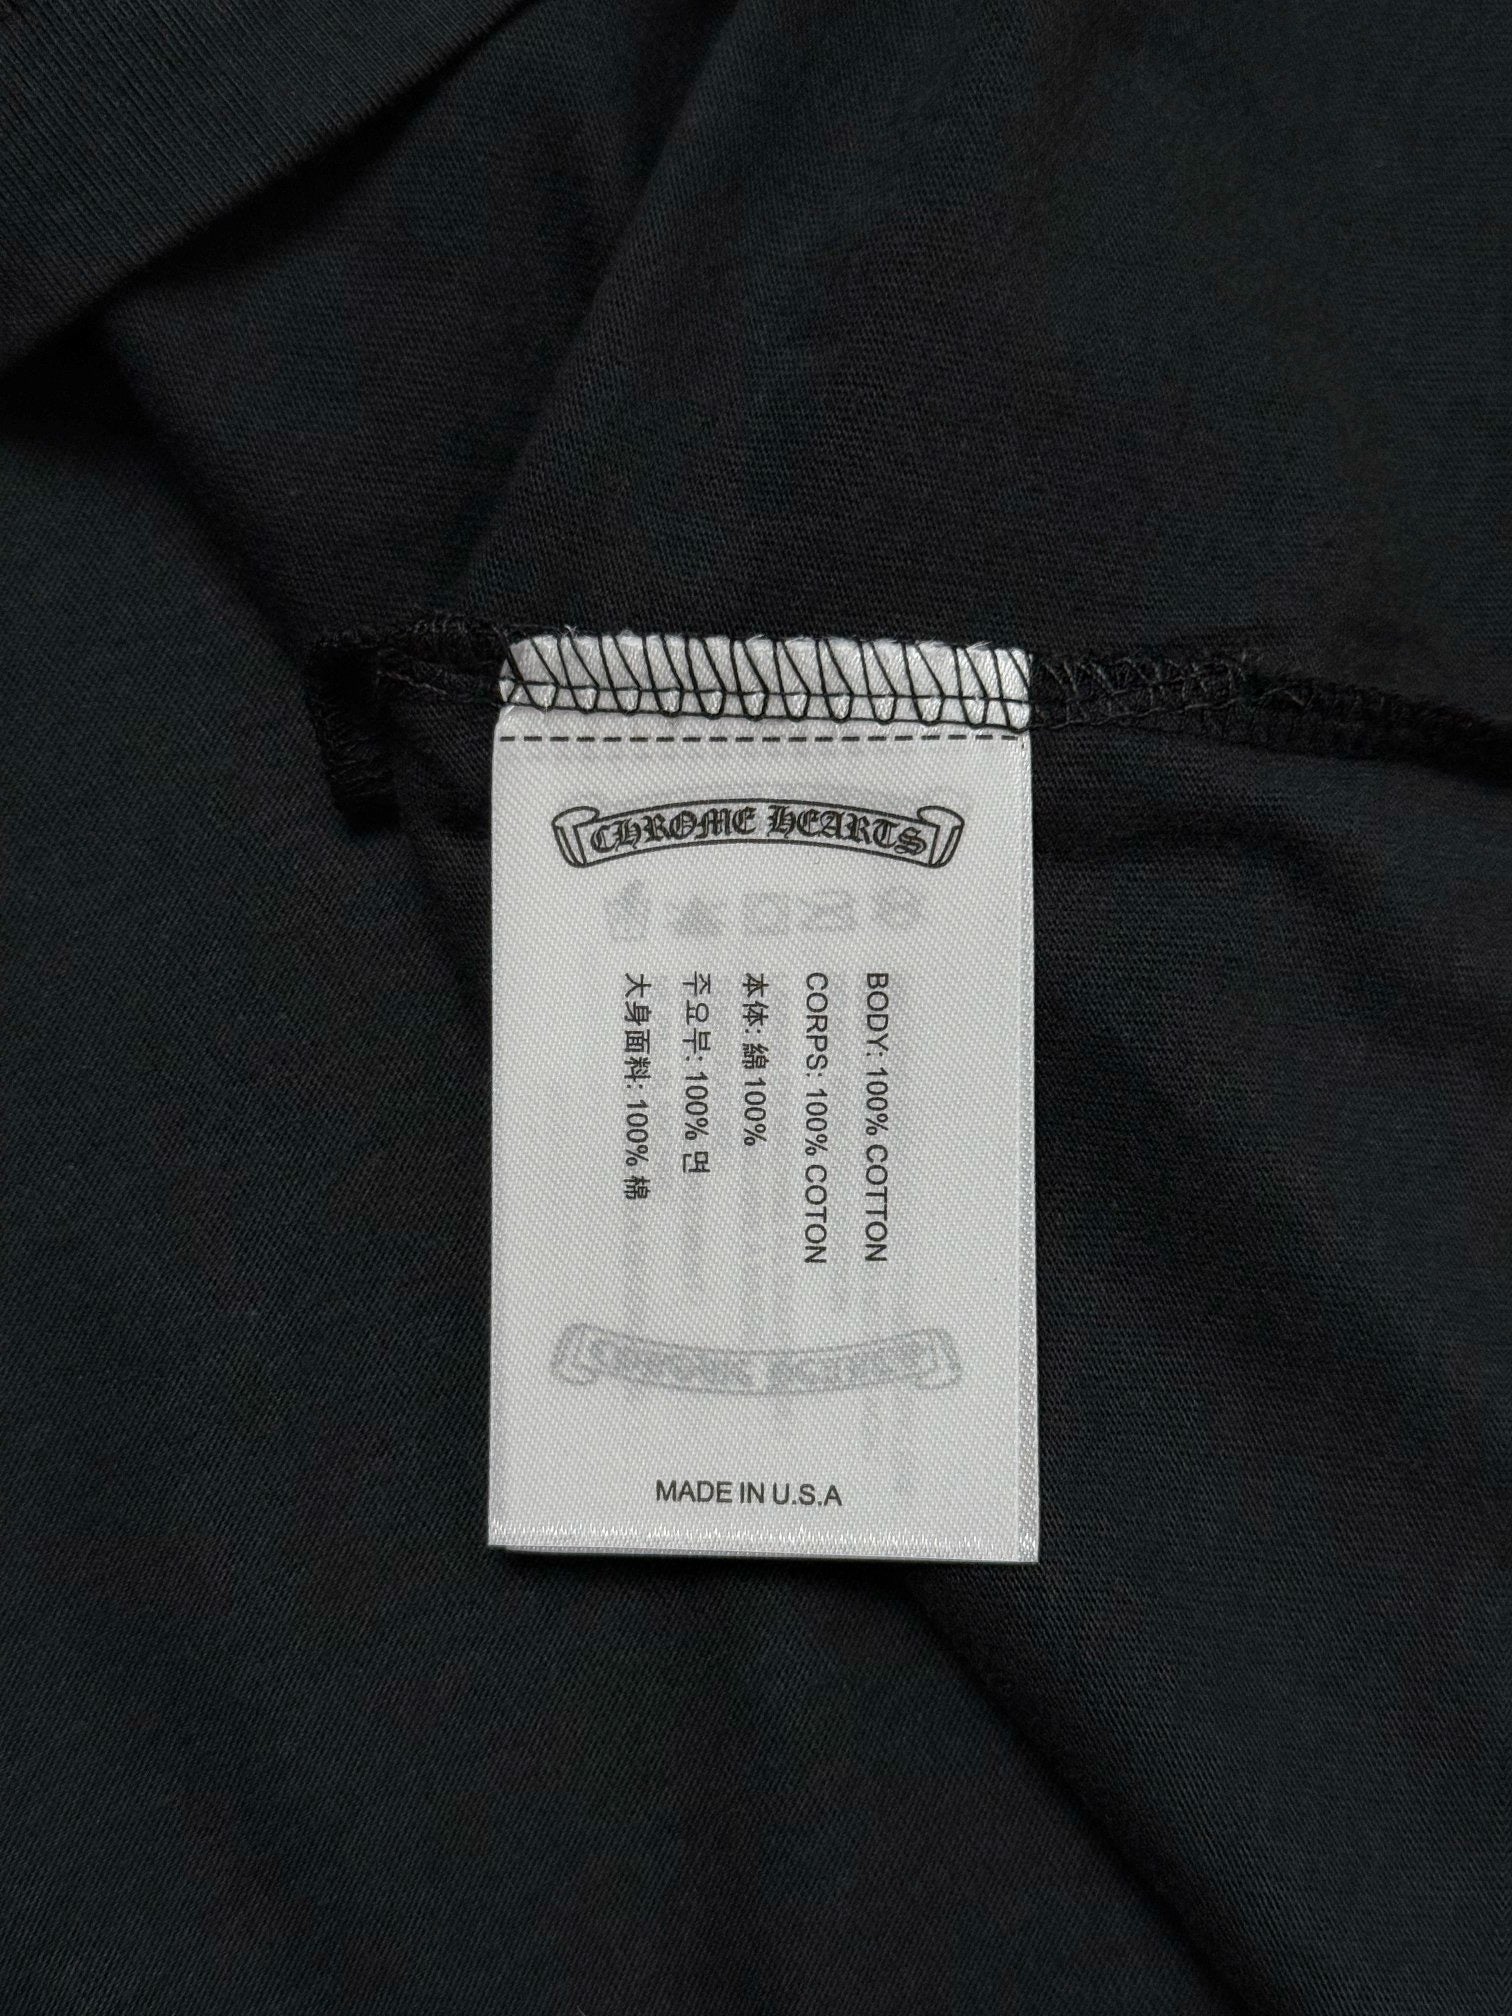 CHROME HEARTS
BODY: 100% COTTON
CORPS: 100% COTON
本体: 綿100%
주요부: 100% 면
大身面料: 100% 棉
MADE IN U.S.A